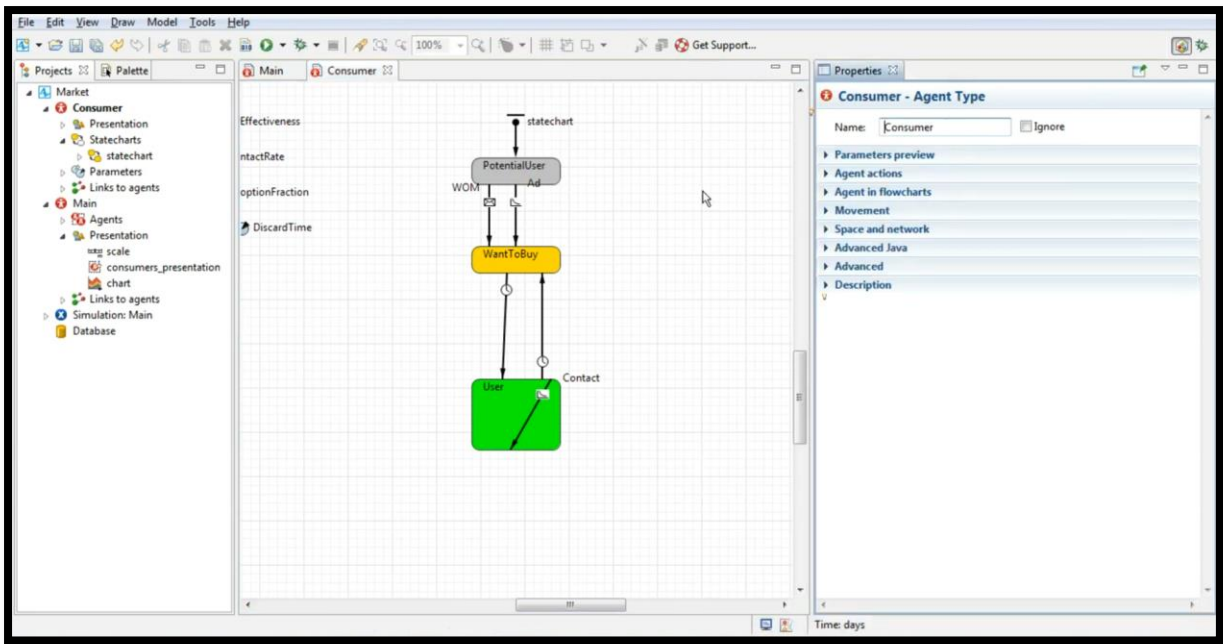 File Edit View Draw Model Tools Help
100% Get Support...
Projects Palette
Market
Consumer
Presentation
Statecharts
statechart
Parameters
Links to agents
Main
Agents
Presentation
scale
consumers_presentation
chart
Links to agents
Simulation: Main
Database
Main Consumer
Effectiveness
ntactRate
optionFraction
DiscardTime
statechart
PotentialUser
WOM Ad
WantToBuy
Contact
User
Properties
Consumer - Agent Type
Name: Consumer Ignore
Parameters preview
Agent actions
Agent in flowcharts
Movement
Space and network
Advanced Java
Advanced
Description
Time: days